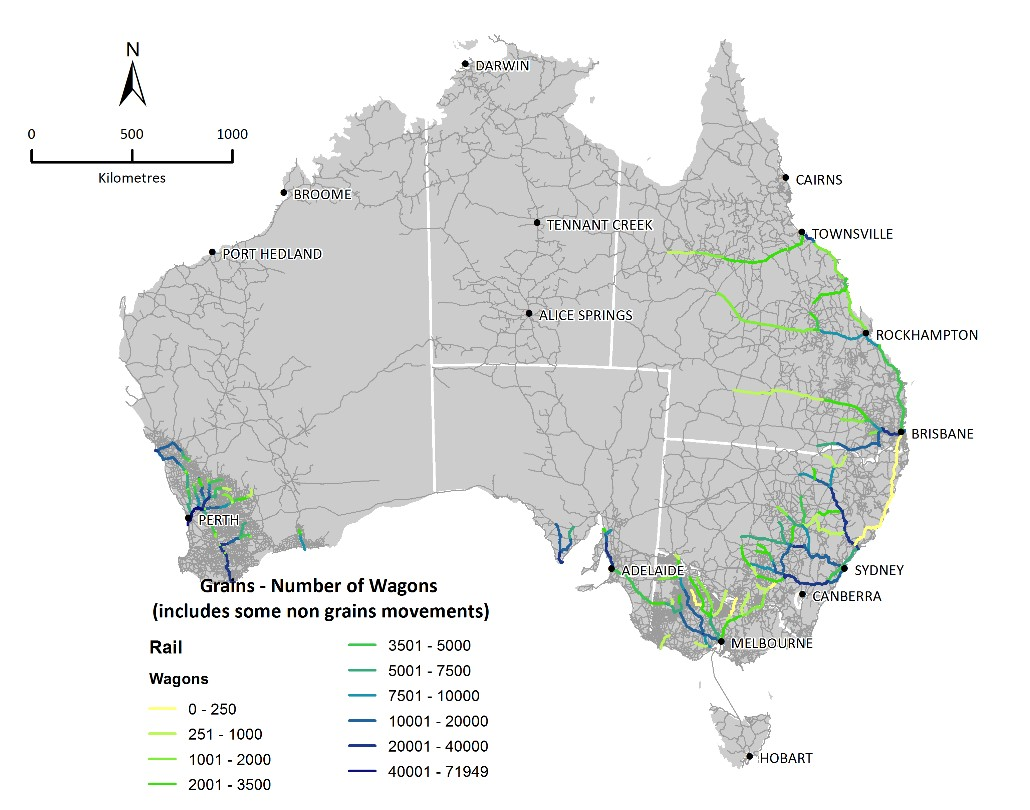 N
DARWIN
0 500 1000
Kilometres
CAIRNS
BROOME
TENNANT CREEK
TOWNSVILLE
PORT HEDLAND
ALICE SPRINGS
ROCKHAMPTON
BRISBANE
PERTH
ADELAIDE
SYDNEY
CANBERRA
MELBOURNE
HOBART
Grains - Number of Wagons
(includes some non grains movements)
Rail
Wagons
0 - 250
251 - 1000
1001 - 2000
2001 - 3500
3501 - 5000
5001 - 7500
7501 - 10000
10001 - 20000
20001 - 40000
40001 - 71949